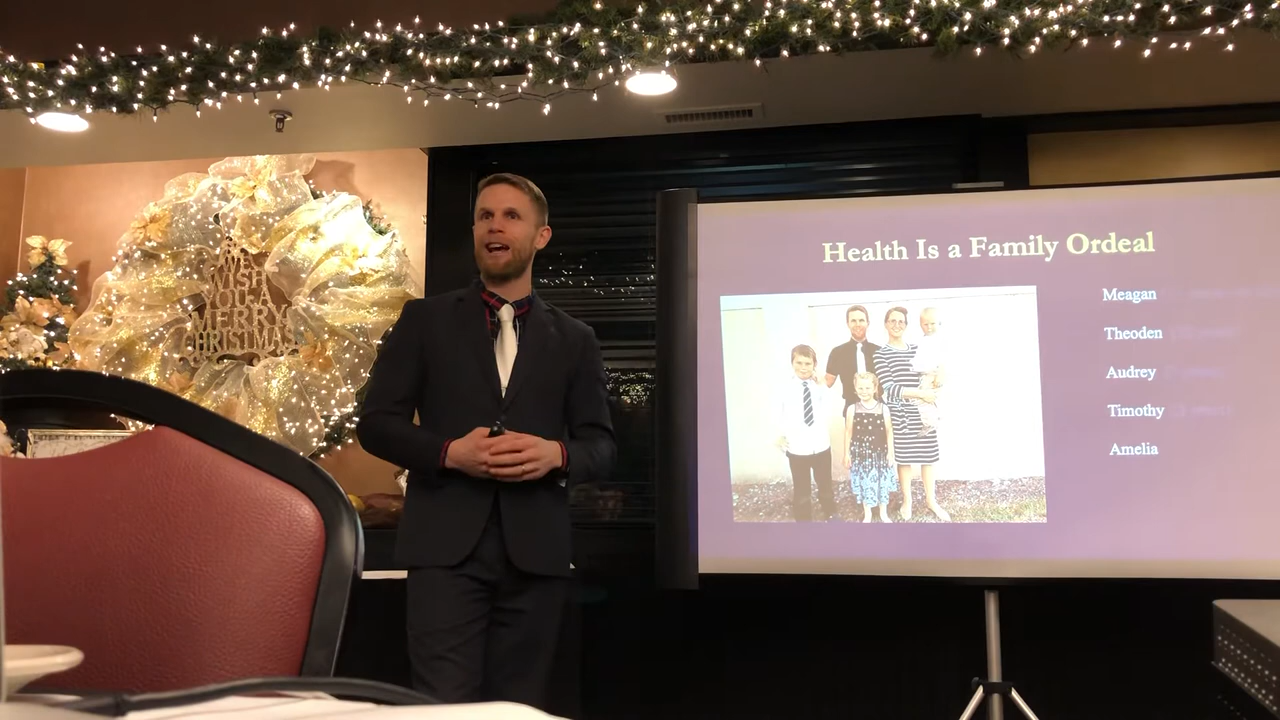 WISH
YOU A
MERRY
CHRISTMAS
Health Is a Family Ordeal
Meagan
Theoden
Audrey
Timothy
Amelia